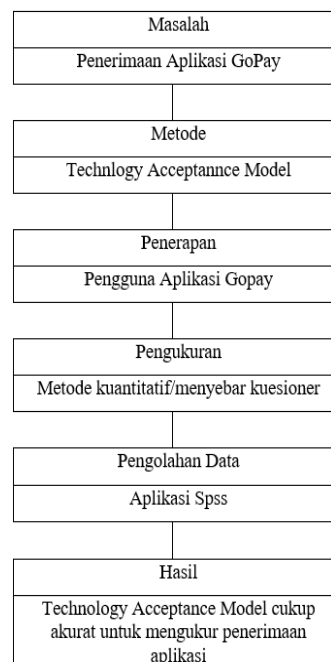 Masalah
Penerimaan Aplikasi GoPay
Metode
Technlogy Acceptannce Model
Penerapan
Pengguna Aplikasi Gopay
Pengukuran
Metode kuantitatif/menyebar kuesioner
Pengolahan Data
Aplikasi Spss
Hasil
Technology Acceptance Model cukup
akurat untuk mengukur penerimaan
aplikasi